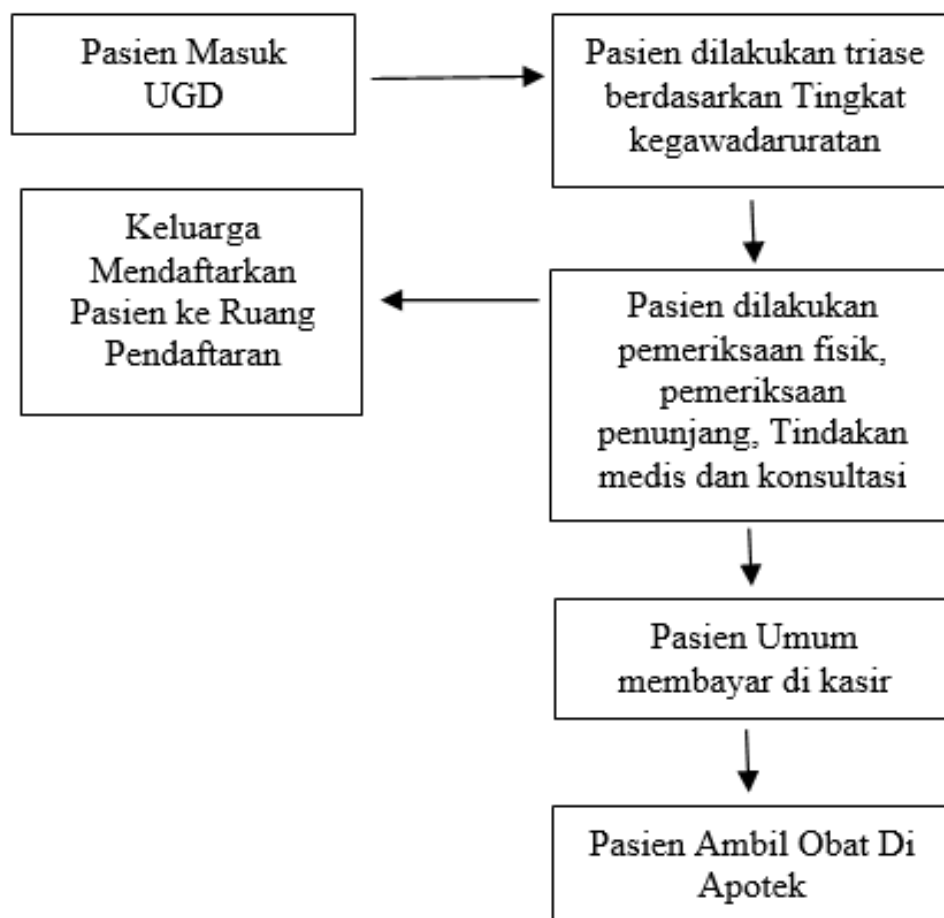 Pasien Masuk
UGD
Pasien dilakukan triase
berdasarkan Tingkat
kegawadaruratan
Keluarga
Mendaftarkan
Pasien ke Ruang
Pendaftaran
Pasien dilakukan
pemeriksaan fisik,
pemeriksaan
penunjang, Tindakan
medis dan konsultasi
Pasien Umum
membayar di kasir
Pasien Ambil Obat Di
Apotek